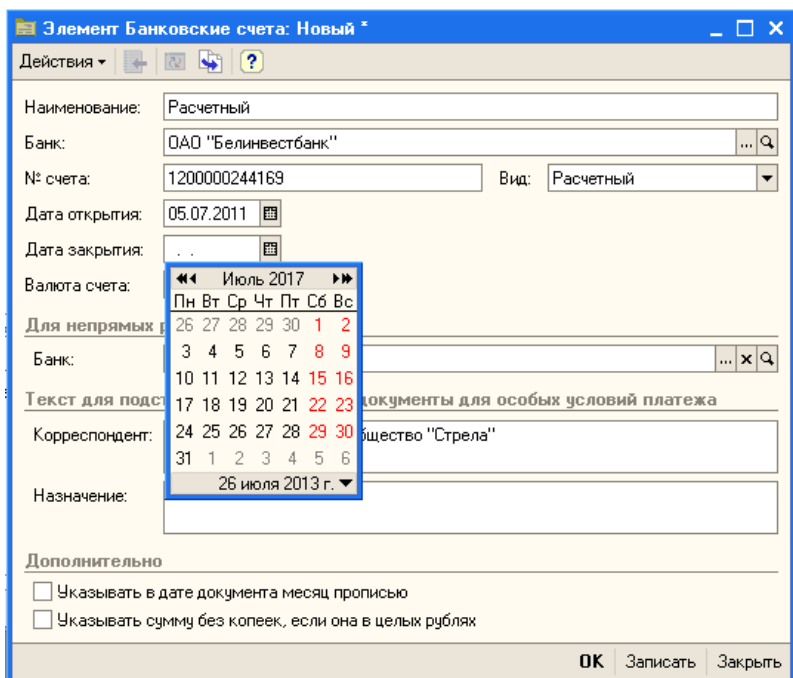 Элемент Банковские счета: Новый *
Действия
Наименование: Расчетный
Банк: ОАО "Белинвестбанк" ...
№ счета: 1200000244169 Вид: Расчетный
Дата открытия: 05.07.2011
Дата закрытия: . .
Валюта счета:
Июль 2017
Пн Вт Ср Чт Пт Сб Вс
26 27 28 29 30 1 2
3 4 5 6 7 8 9
10 11 12 13 14 15 16
17 18 19 20 21 22 23
24 25 26 27 28 29 30
31 1 2 3 4 5 6
26 июля 2013 г.
Для непрямых
Банк: ... x
Текст для документы для особых условий платежа
Корреспондент: "Стрела"
Назначение:
Дополнительно
Указывать в дате документа месяц прописью
Указывать сумму без копеек, если она в целых рублях
OK Записать Закрыть